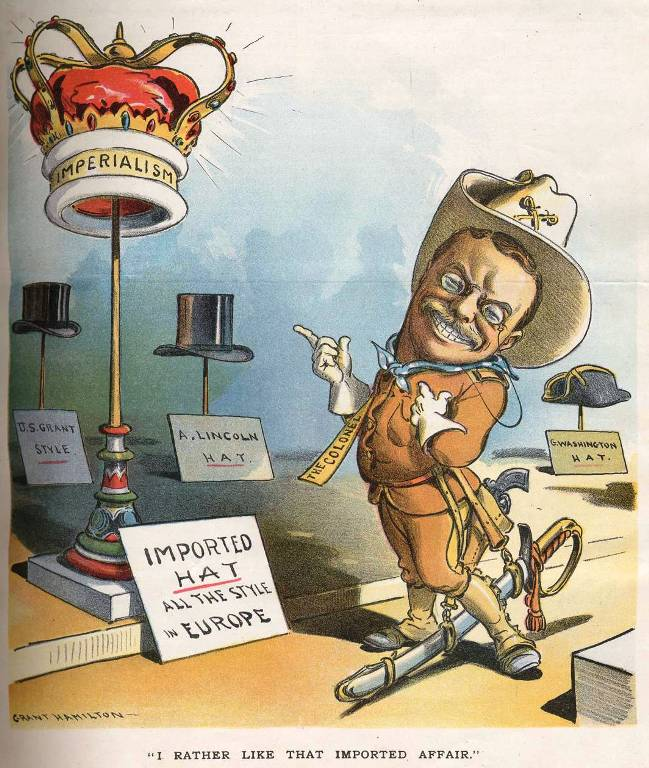 IMPERIALISM
U.S. GRANT
STYLE
A. LINCOLN
HAT.
THE COLONEL
G. WASHINGTON
HAT.
IMPORTED
HAT
ALL THE STYLE
IN EUROPE
GRANT HAMILTON
"I RATHER LIKE THAT IMPORTED AFFAIR."